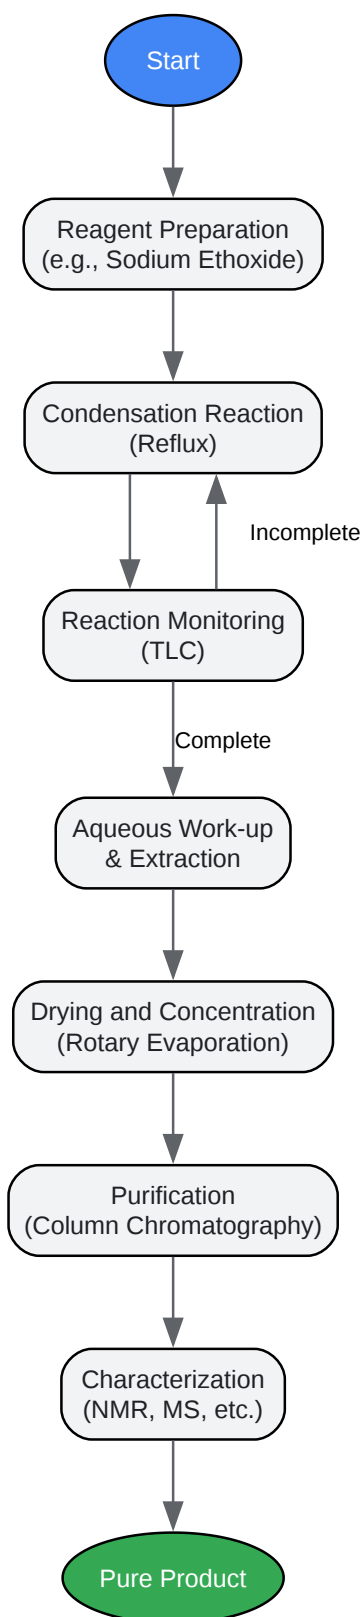 Start
Reagent Preparation
(e.g., Sodium Ethoxide)
Condensation Reaction
(Reflux)
Incomplete
Reaction Monitoring
(TLC)
Complete
Aqueous Work-up
& Extraction
Drying and Concentration
(Rotary Evaporation)
Purification
(Column Chromatography)
Characterization
(NMR, MS, etc.)
Pure Product